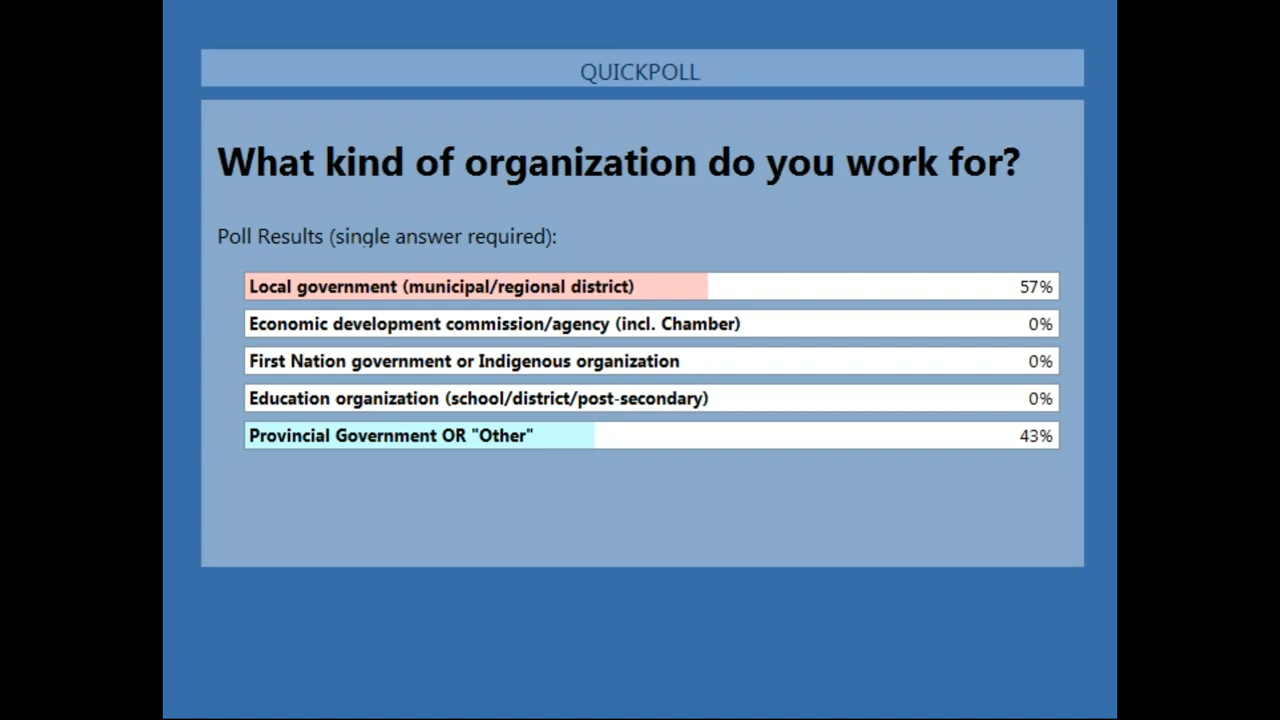 QUICKPOLL
What kind of organization do you work for?
Poll Results (single answer required):
Local government (municipal/regional district) 57%
Economic development commission/agency (incl. Chamber) 0%
First Nation government or Indigenous organization 0%
Education organization (school/district/post-secondary) 0%
Provincial Government OR "Other" 43%